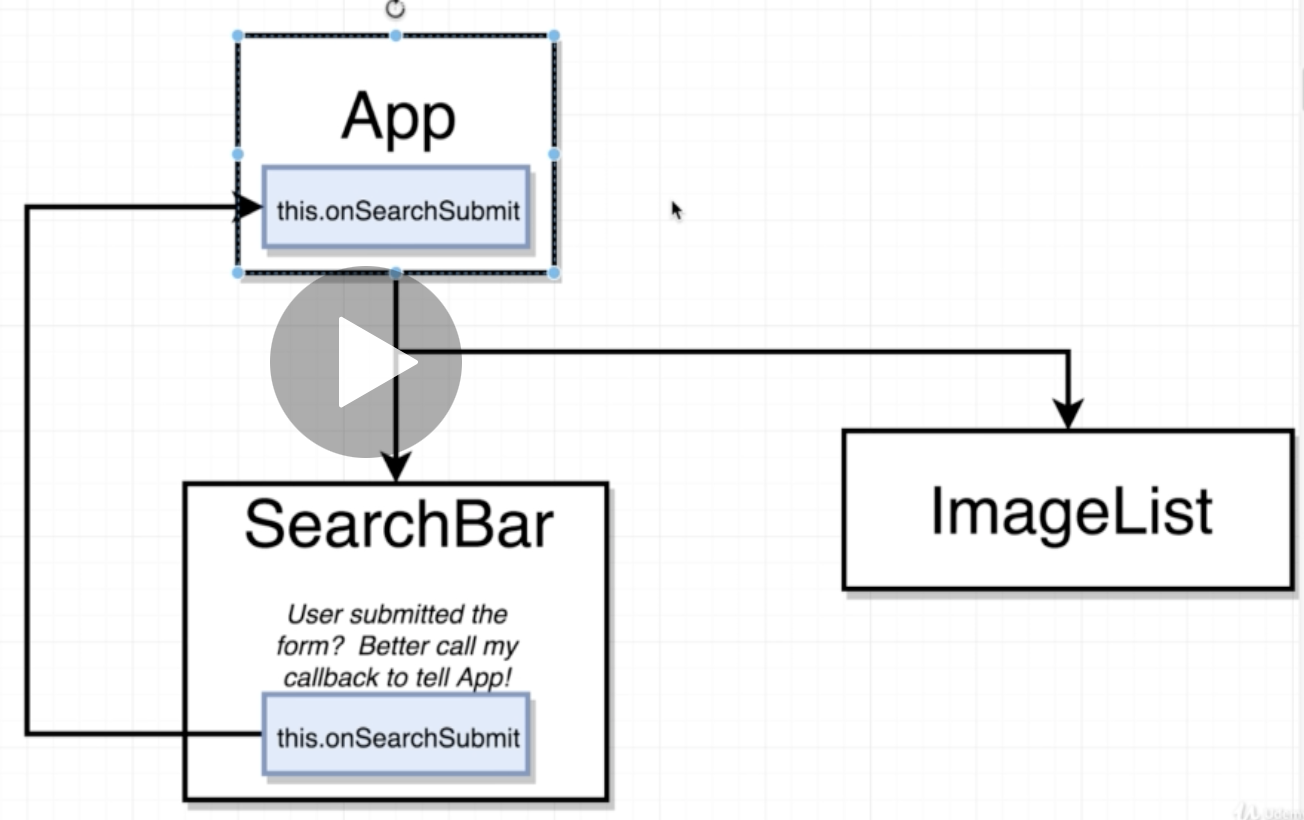 App
this.onSearchSubmit
SearchBar
User submitted the
form? Better call my
callback to tell App!
this.onSearchSubmit
ImageList